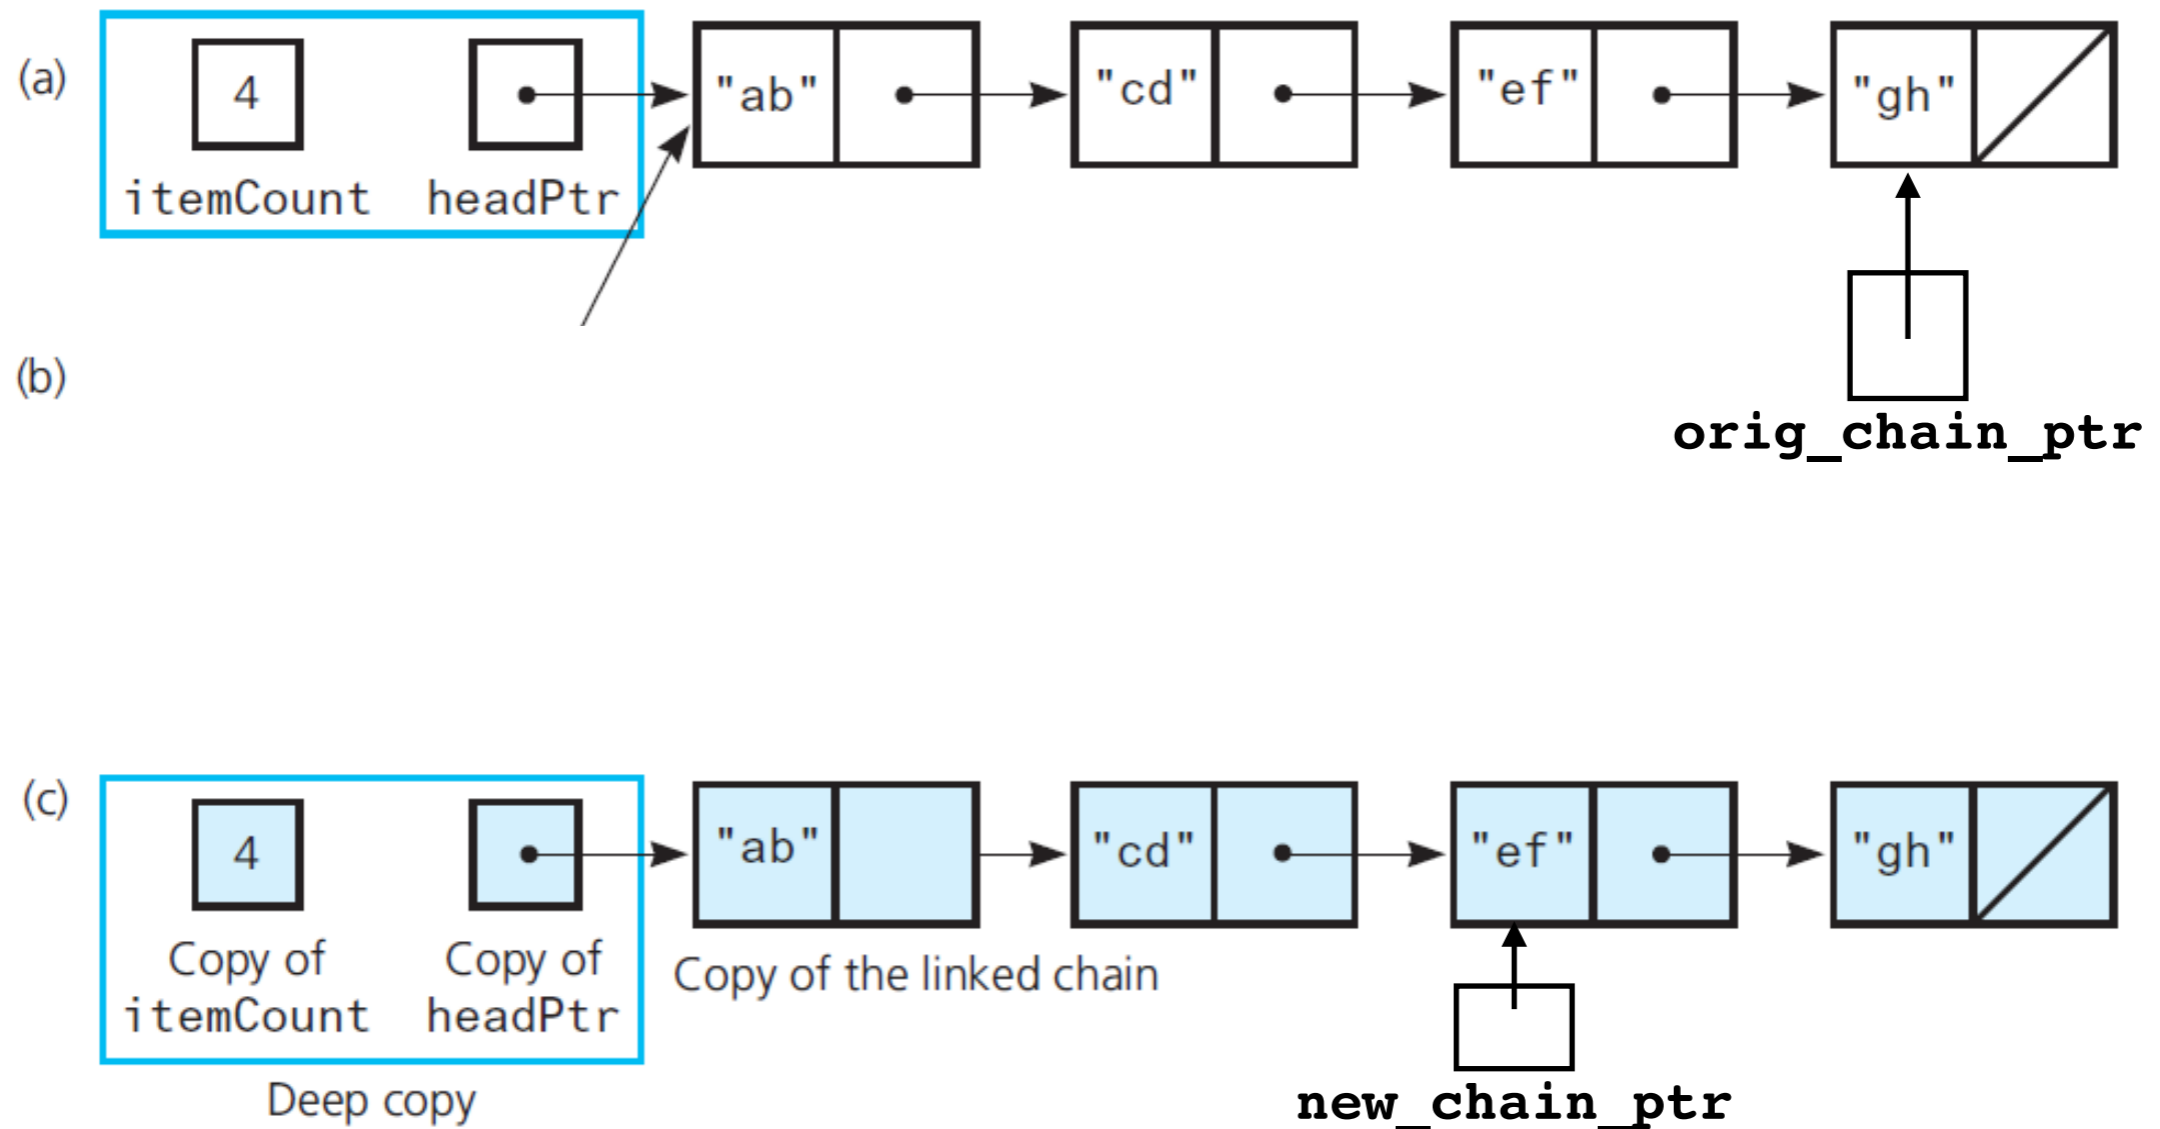 (a)
4
"ab"
"cd"
"ef"
"gh"
itemCount
headPtr
(b)
orig_chain_ptr
(c)
4
"ab"
"cd"
"ef"
"gh"
Copy of
itemCount
Copy of
headPtr
Copy of the linked chain
Deep copy
new_chain_ptr